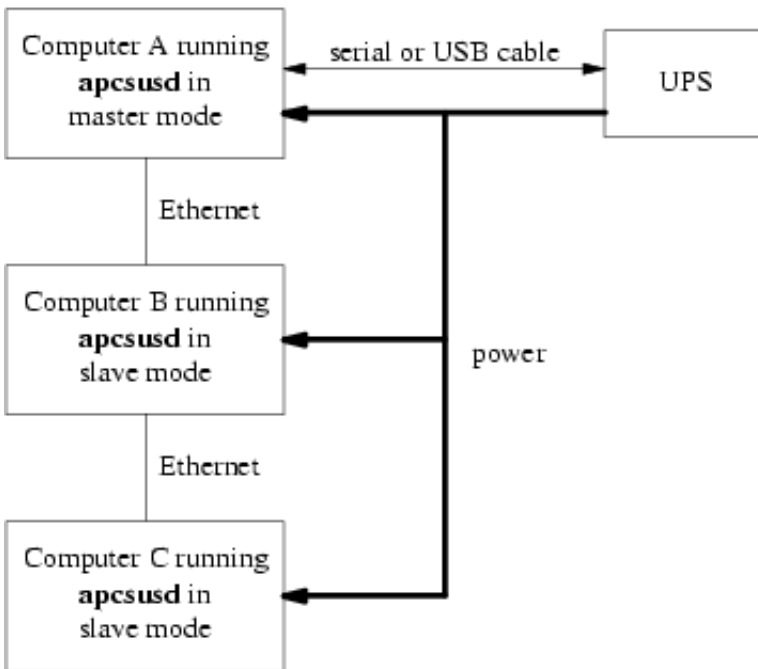 Computer A running
apcsusd in
master mode
serial or USB cable
UPS
Ethernet
Computer B running
apcsusd in
slave mode
power
Ethernet
Computer C running
apcsusd in
slave mode